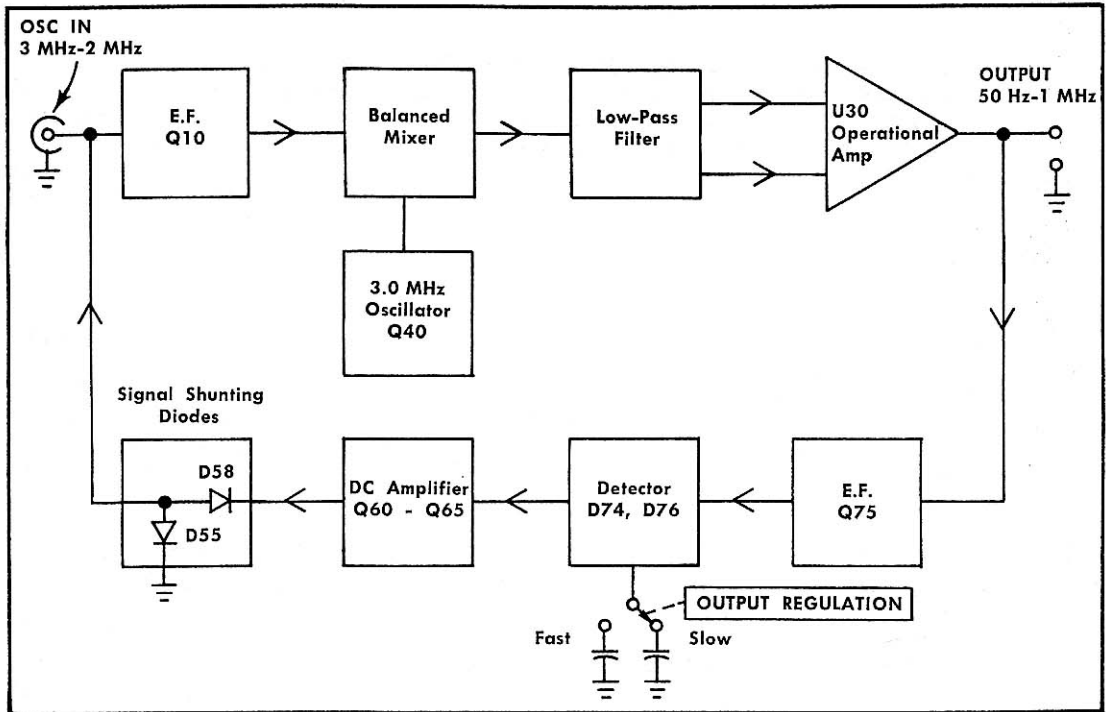 OSC IN
3 MHz-2 MHz
E.F.
Q10
Balanced
Mixer
Low-Pass
Filter
U30
Operational
Amp
OUTPUT
50 Hz-1 MHz
3.0 MHz
Oscillator
Q40
Signal Shunting
Diodes
D58
D55
DC Amplifier
Q60 - Q65
Detector
D74, D76
E.F.
Q75
OUTPUT REGULATION
Fast
Slow